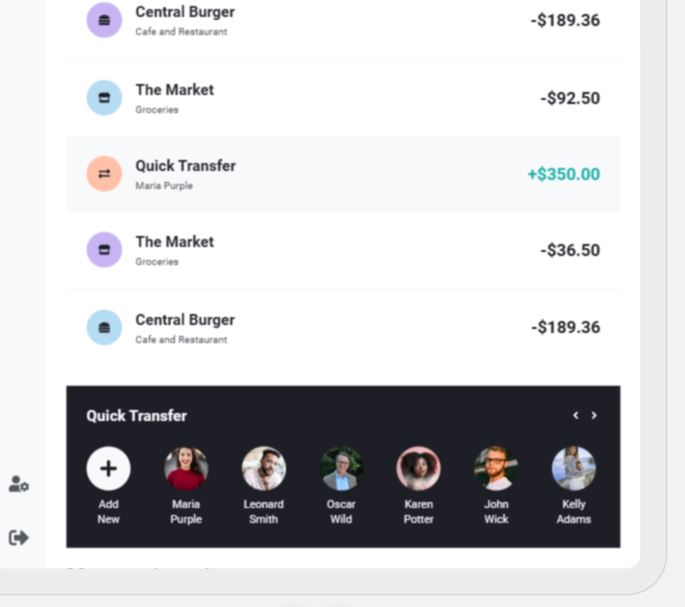 Central Burger
Cafe and Restaurant
-$189.36
The Market
Groceries
-$92.50
Quick Transfer
Maria Purple
+$350.00
The Market
Groceries
-$36.50
Central Burger
Cafe and Restaurant
-$189.36
Quick Transfer
Add
New
Maria
Purple
Leonard
Smith
Oscar
Wild
Karen
Potter
John
Wick
Kelly
Adams